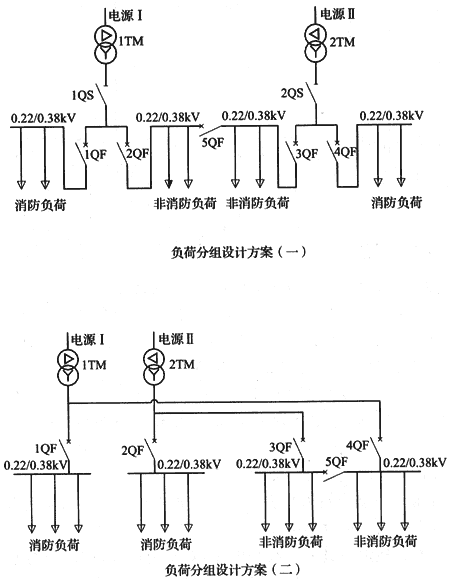 电源Ⅰ 电源Ⅱ
1TM 2TM
1QS 2QS
0.22/0.38kV 0.22/0.38kV 0.22/0.38kV 0.22/0.38kV
5QF
1QF 2QF 3QF 4QF
消防负荷 非消防负荷 非消防负荷 消防负荷
负荷分组设计方案(一)
电源Ⅰ 电源Ⅱ
1TM 2TM
1QF 2QF 3QF 4QF
0.22/0.38kV 0.22/0.38kV 0.22/0.38kV 5QF 0.22/0.38kV
消防负荷 消防负荷 非消防负荷 非消防负荷
负荷分组设计方案(二)